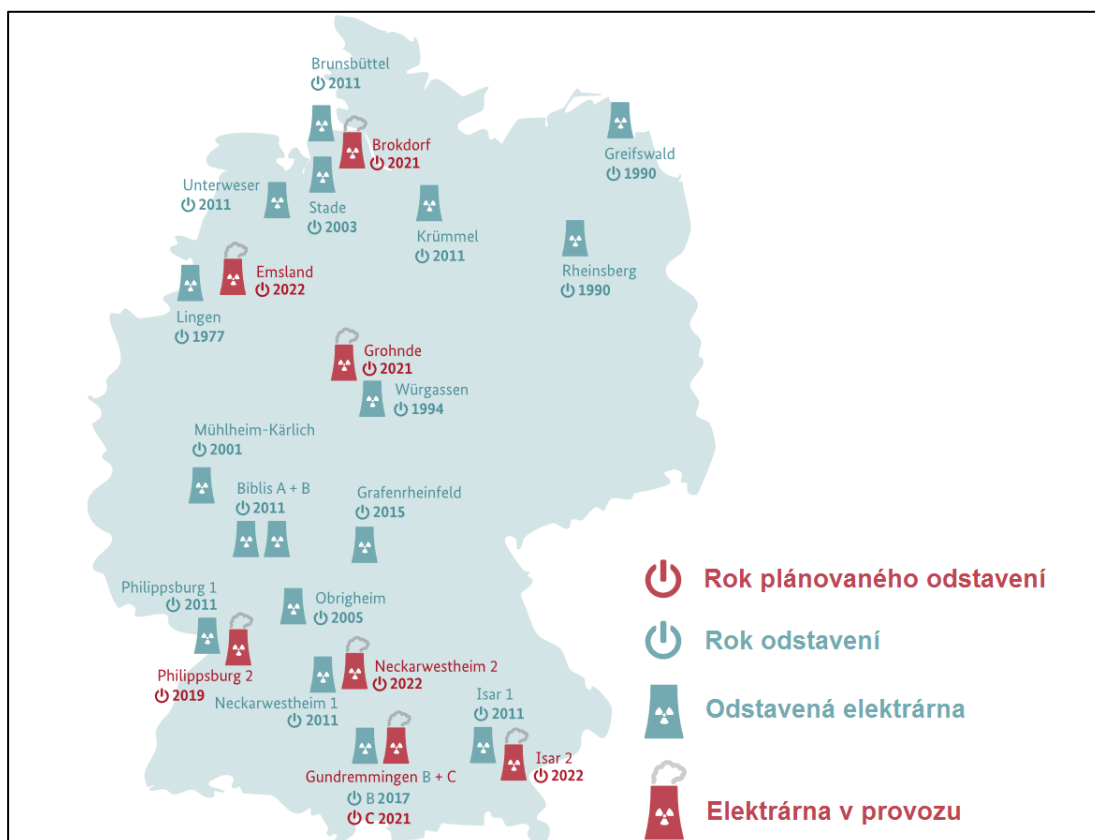 Brunsbüttel
2011
Brokdorf
2021
Greifswald
1990
Unterweser
2011
Stade
2003
Krümmel
2011
Rheinsberg
1990
Emsland
2022
Lingen
1977
Grohnde
2021
Würgassen
1994
Mühlheim-Kärlich
2001
Biblis A + B
2011
Grafenrheinfeld
2015
Philippsburg 1
2011
Obrigheim
2005
Philippsburg 2
2019
Neckarwestheim 2
2022
Neckarwestheim 1
2011
Isar 1
2011
Isar 2
2022
Gundremmingen B + C
B 2017
C 2021
Rok plánovaného odstavení
Rok odstavení
Odstavená elektrárna
Elektrárna v provozu